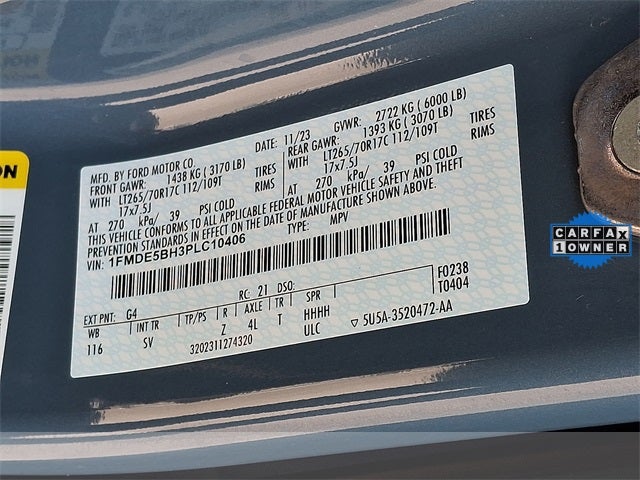 MFD. BY FORD MOTOR CO.
DATE: 11/23 GVWR: 2722 KG ( 6000 LB)
FRONT GAWR: 1438 KG ( 3170 LB)
REAR GAWR: 1393 KG ( 3070 LB)
WITH LT265/70R17C 112/109T TIRES
WITH LT265/70R17C 112/109T TIRES
17x7.5J RIMS
17x7.5J RIMS
AT 270 kPa/ 39 PSI COLD
AT 270 kPa/ 39 PSI COLD
THIS VEHICLE CONFORMS TO ALL APPLICABLE FEDERAL MOTOR VEHICLE SAFETY AND THEFT
PREVENTION STANDARDS IN EFFECT ON THE DATE OF MANUFACTURE SHOWN ABOVE.
VIN: 1FMDE5BH3PLC10406 TYPE: MPV
F0238
T0404
EXT PNT: G4 RC: 21 DSO:
WB INT TR TP/PS R AXLE TR SPR
116 SV Z 4L T HHHH
3202311274320 ULC ▽ 5U5A-3520472-AA
ON
CARFAX
1 OWNER